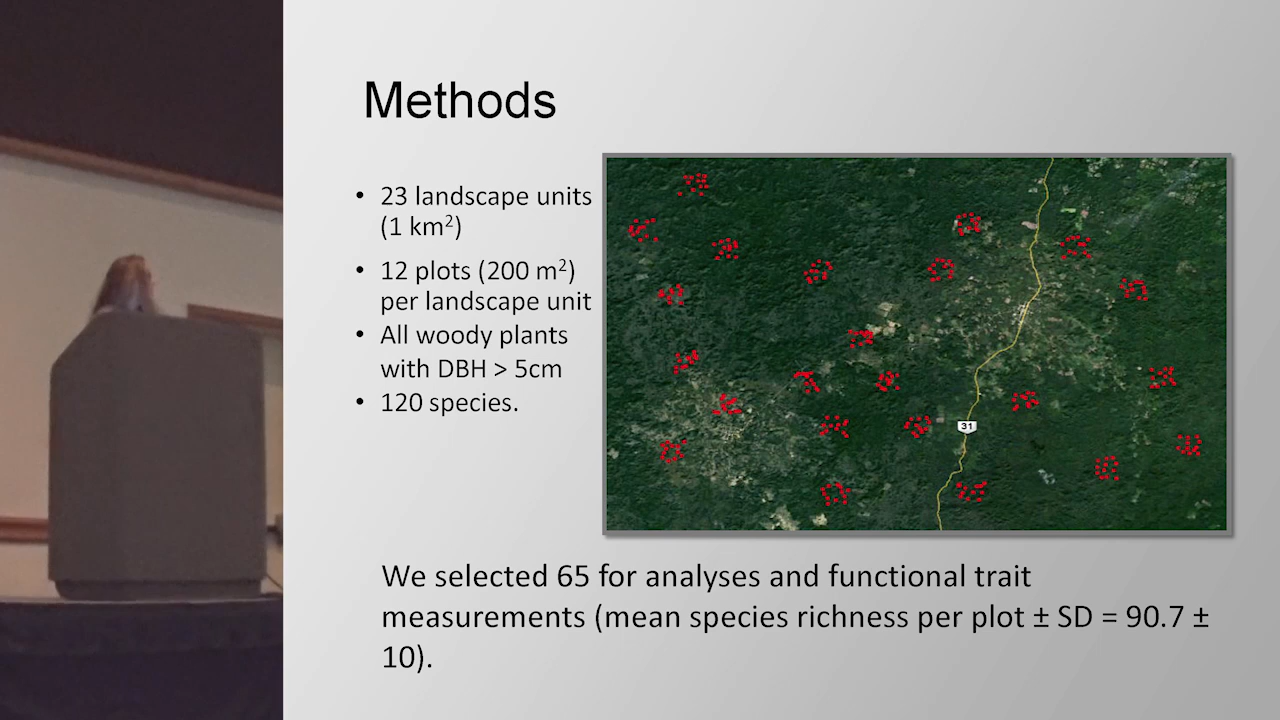 Methods
• 23 landscape units
(1 km²)
• 12 plots (200 m²)
per landscape unit
• All woody plants
with DBH > 5cm
• 120 species.
31
We selected 65 for analyses and functional trait
measurements (mean species richness per plot ± SD = 90.7 ±
10).